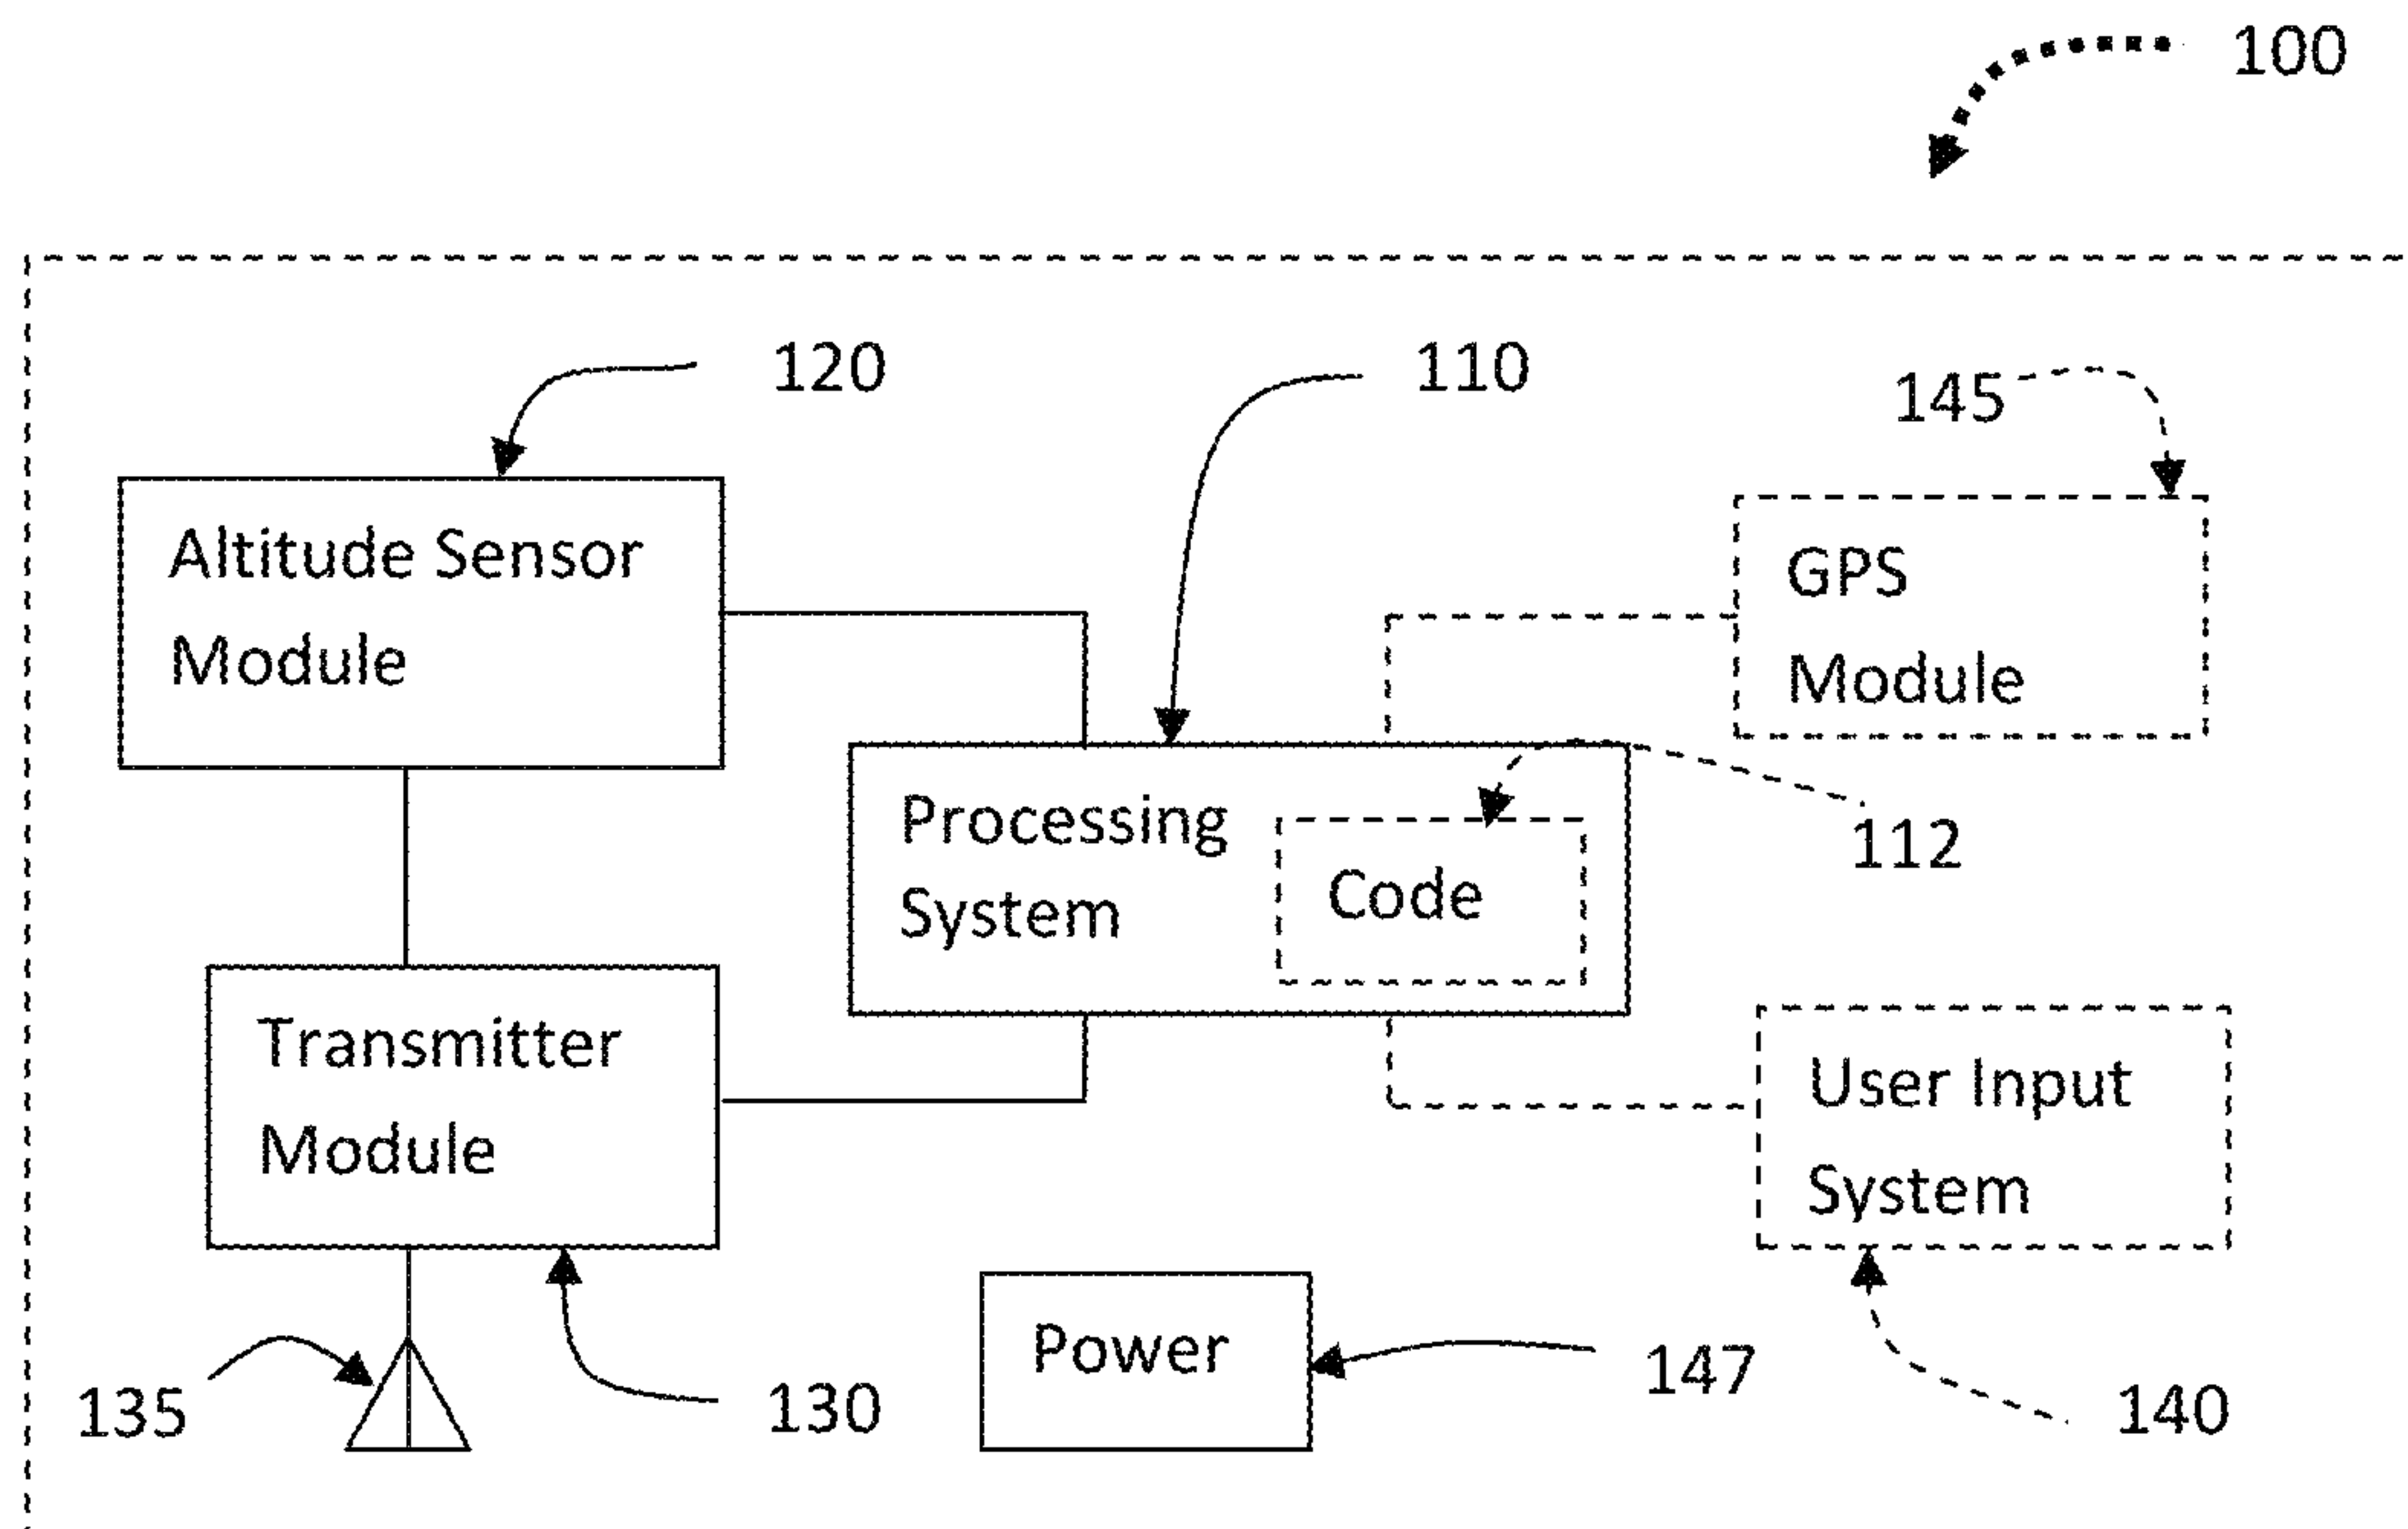 100
120
110
145
Altitude Sensor
Module
GPS
Module
Processing
System
Code
112
Transmitter
Module
User Input
System
Power
135
130
147
140